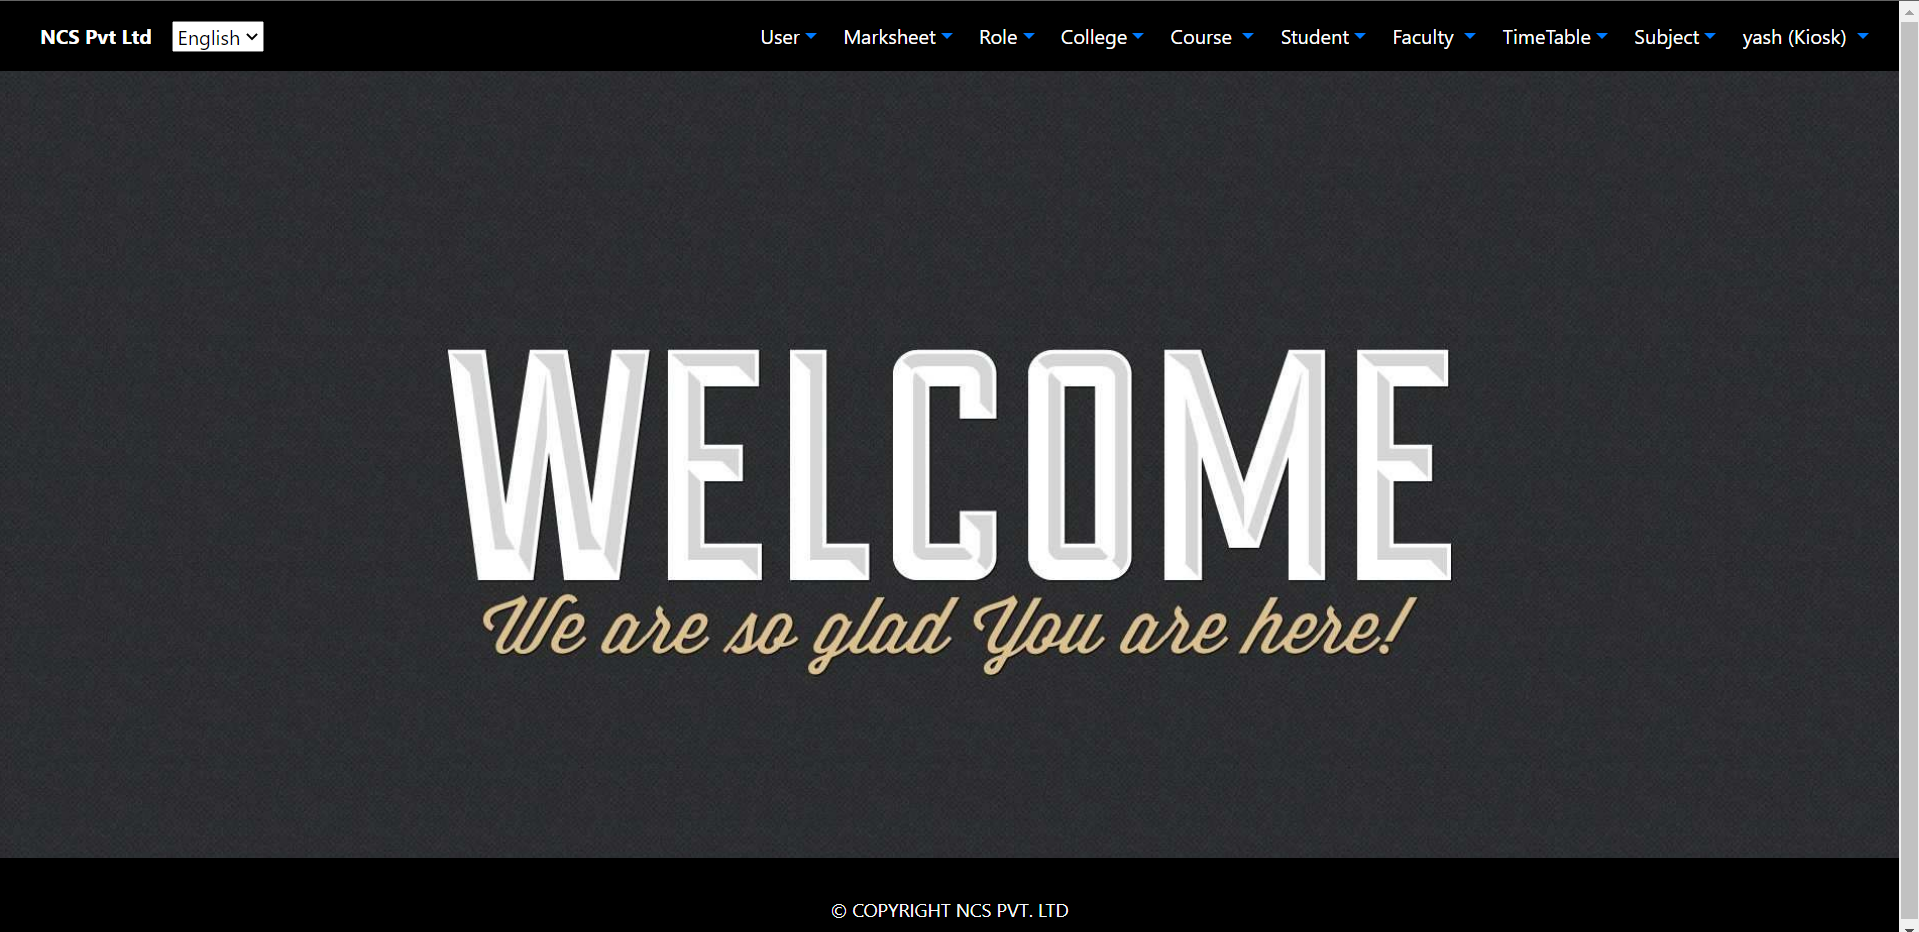 NCS Pvt Ltd English User Marksheet Role College Course Student Faculty TimeTable Subject yash (Kiosk)
WELCOME
We are so glad You are here!
© COPYRIGHT NCS PVT. LTD